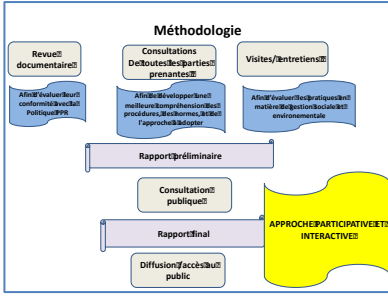 Méthodologie
Revue
documentaire
Consultations
De toutes les parties
prenantes
Visites/ entretiens
Afin d'évaluer leur
conformité avec la
Politique PPR
Afin de développer une
meilleure compréhension des
procédures, des normes, et de
l'approche à adopter
Afin d'évaluer les pratiques en
matière de gestion sociale et
environementale
Rapport préliminaire
Consultation
publique
Rapport final
APPROCHE PARTICIPATIVE ET
INTERACTIVE
Diffusion / accès au
public